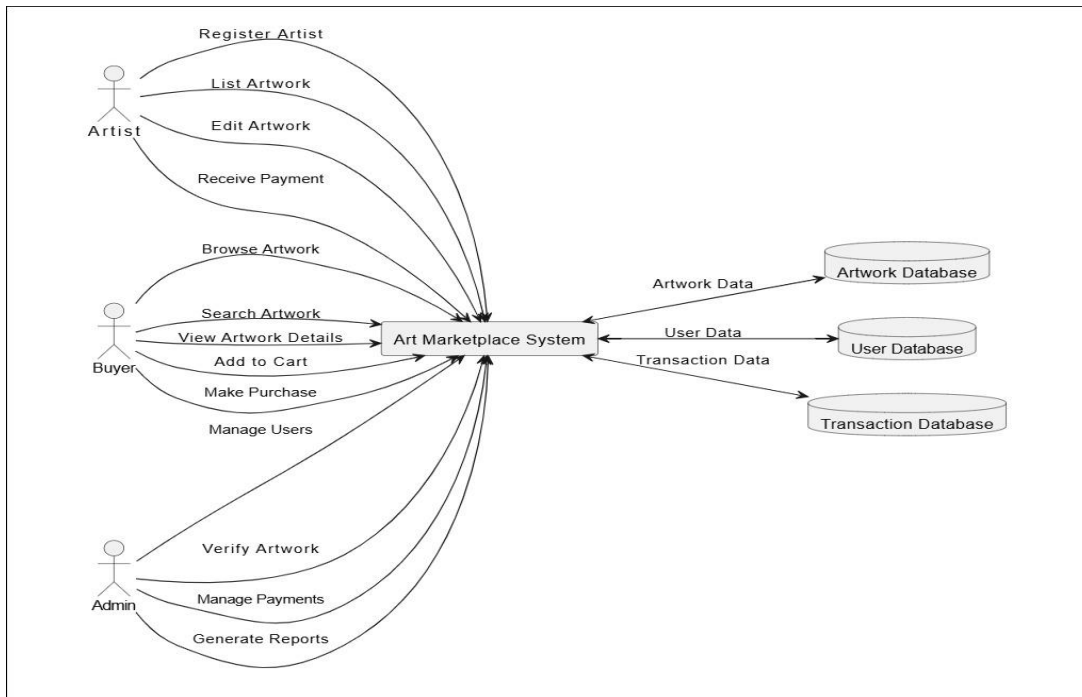 Register Artist
List Artwork
Edit Artwork
Artist
Receive Payment
Browse Artwork
Search Artwork
View Artwork Details
Buyer
Add to Cart
Make Purchase
Manage Users
Art Marketplace System
Artwork Data
User Data
Transaction Data
Artwork Database
User Database
Transaction Database
Verify Artwork
Admin
Manage Payments
Generate Reports